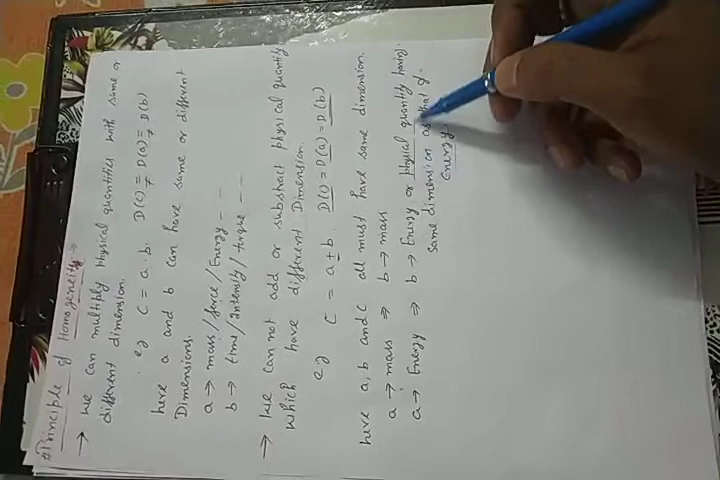 # Principle of Homogeneity →
→ We can multiply physical quantities with same or
different dimension.
eg C = a . b. D(C) =/≠ D(a) =/≠ D(b)
here a and b can have same or different
Dimensions.
a → mass/force/Energy - -
b → time/Intensity/torque - -
→ We can not add or substract physical quantity
which have different Dimension.
eg C = a ± b. D(C) = D(a) = D(b)
here a, b and c all must have same dimension.
a → mass ⇒ b → mass
a → Energy ⇒ b → Energy or physical quantity having
same dimension as that of
Energy